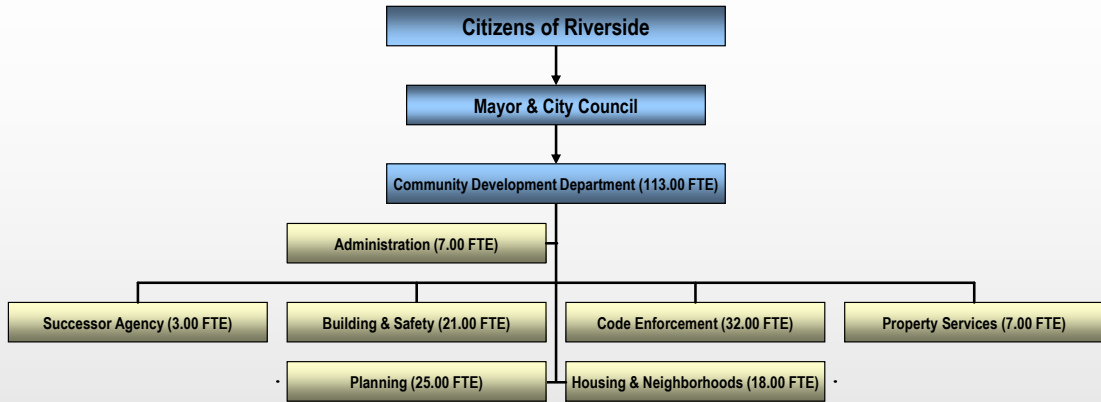 Citizens of Riverside
Mayor & City Council
Community Development Department (113.00 FTE)
Administration (7.00 FTE)
Successor Agency (3.00 FTE)
Building & Safety (21.00 FTE)
Code Enforcement (32.00 FTE)
Property Services (7.00 FTE)
Planning (25.00 FTE)
Housing & Neighborhoods (18.00 FTE)